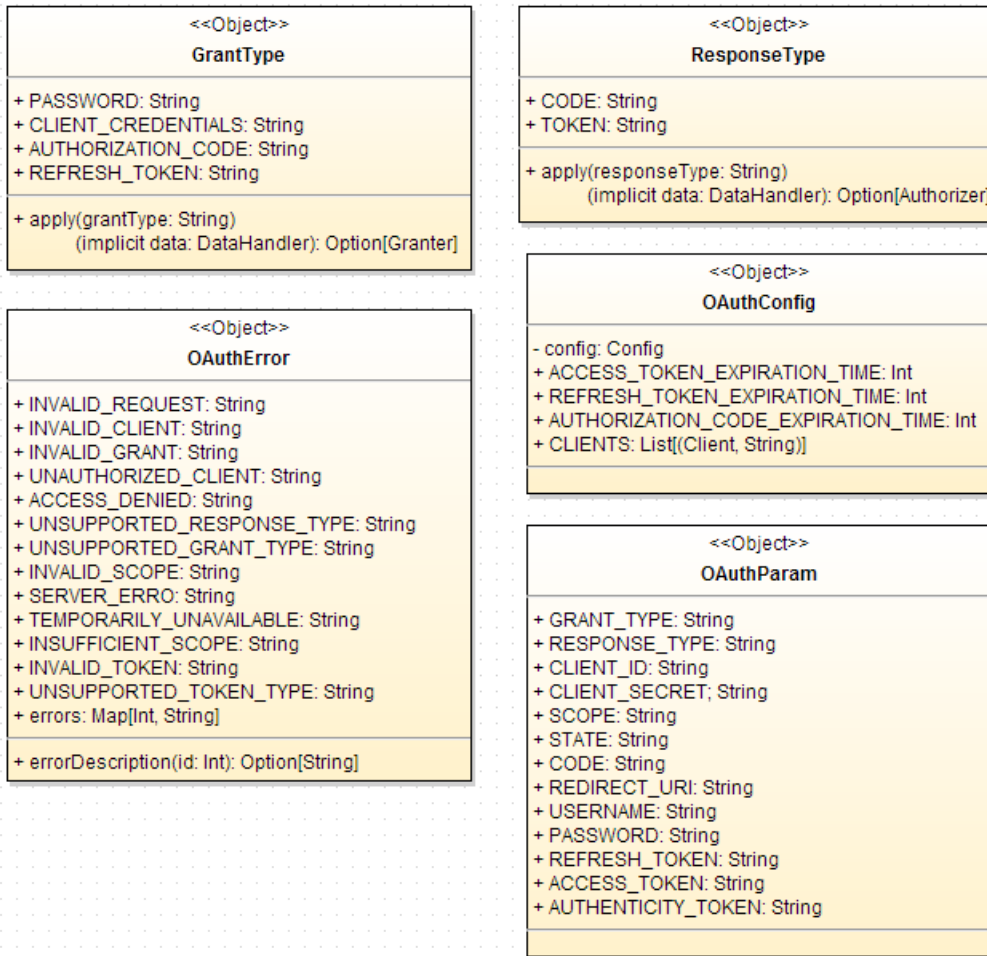 <<Object>>
GrantType
+ PASSWORD: String
+ CLIENT_CREDENTIALS: String
+ AUTHORIZATION_CODE: String
+ REFRESH_TOKEN: String
+ apply(grantType: String)
(implicit data: DataHandler): Option[Granter]
<<Object>>
OAuthError
+ INVALID_REQUEST: String
+ INVALID_CLIENT: String
+ INVALID_GRANT: String
+ UNAUTHORIZED_CLIENT: String
+ ACCESS_DENIED: String
+ UNSUPPORTED_RESPONSE_TYPE: String
+ UNSUPPORTED_GRANT_TYPE: String
+ INVALID_SCOPE: String
+ SERVER_ERRO: String
+ TEMPORARILY_UNAVAILABLE: String
+ INSUFFICIENT_SCOPE: String
+ INVALID_TOKEN: String
+ UNSUPPORTED_TOKEN_TYPE: String
+ errors: Map[Int, String]
+ errorDescription(id: Int): Option[String]
<<Object>>
ResponseType
+ CODE: String
+ TOKEN: String
+ apply(responseType: String)
(implicit data: DataHandler): Option[Authorizer]
<<Object>>
OAuthConfig
- config: Config
+ ACCESS_TOKEN_EXPIRATION_TIME: Int
+ REFRESH_TOKEN_EXPIRATION_TIME: Int
+ AUTHORIZATION_CODE_EXPIRATION_TIME: Int
+ CLIENTS: List[(Client, String)]
<<Object>>
OAuthParam
+ GRANT_TYPE: String
+ RESPONSE_TYPE: String
+ CLIENT_ID: String
+ CLIENT_SECRET; String
+ SCOPE: String
+ STATE: String
+ CODE: String
+ REDIRECT_URI: String
+ USERNAME: String
+ PASSWORD: String
+ REFRESH_TOKEN: String
+ ACCESS_TOKEN: String
+ AUTHENTICITY_TOKEN: String